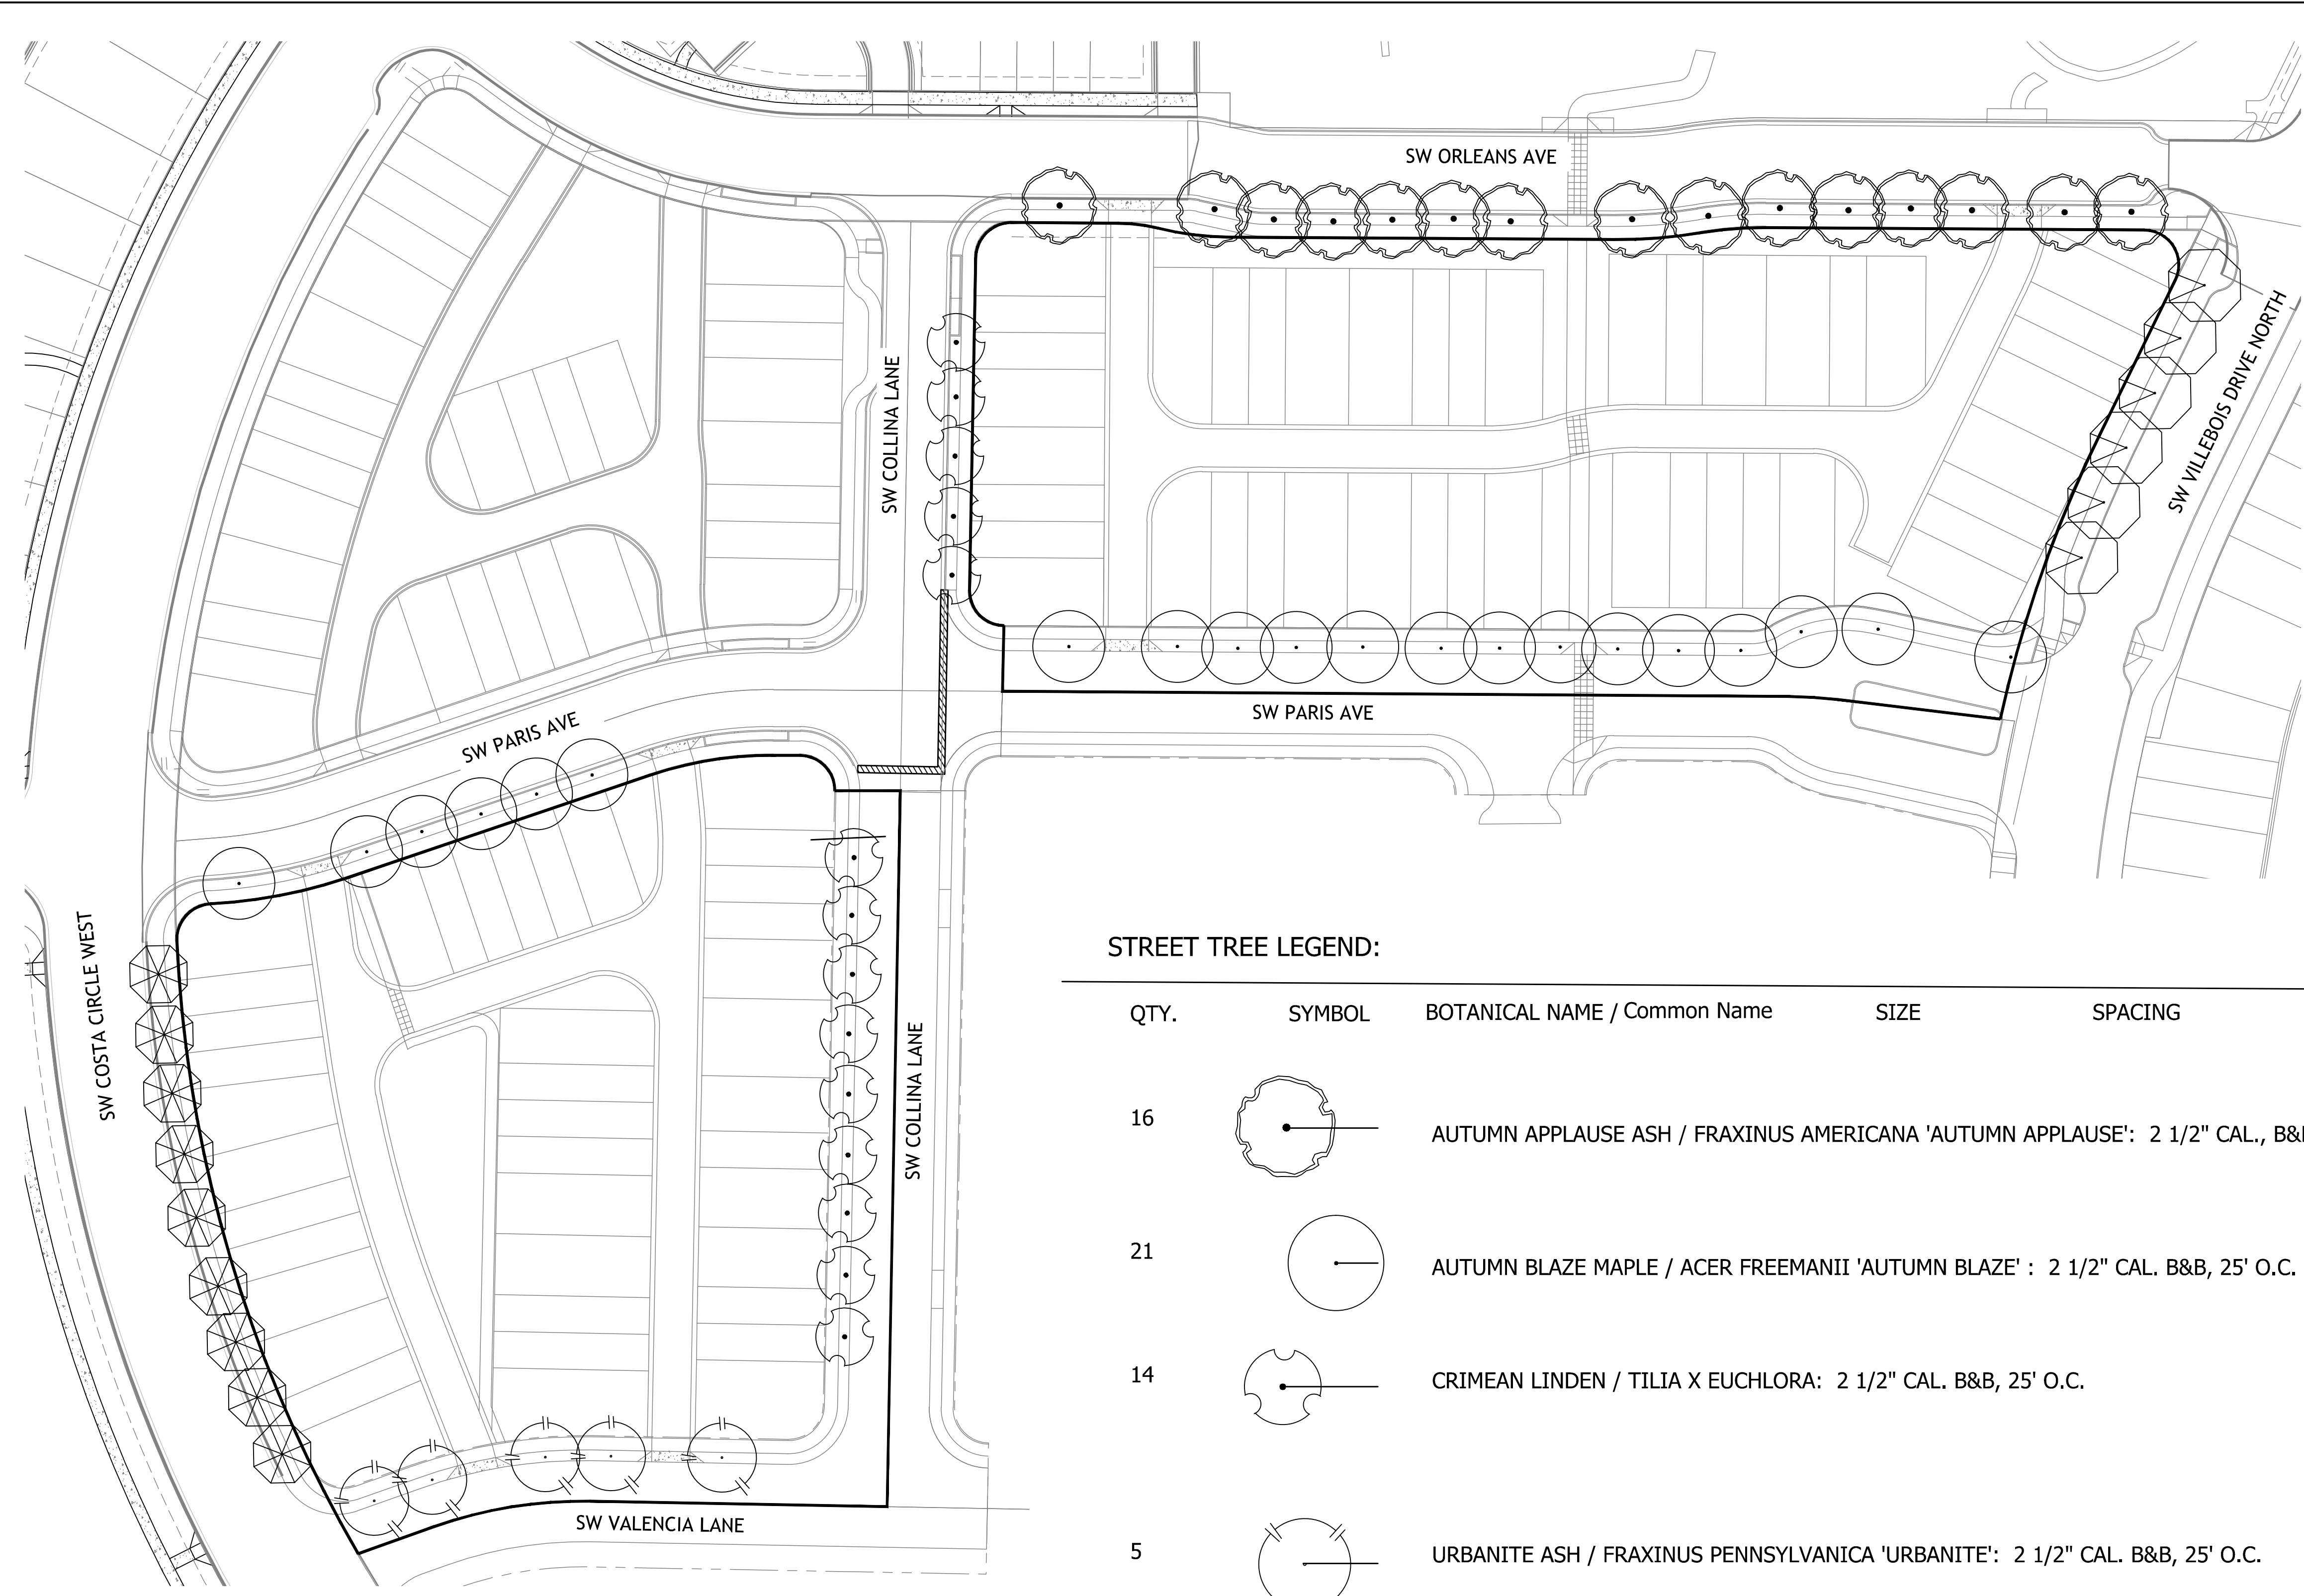 SW ORLEANS AVE
SW COLLINA LANE
SW VILLEBOIS DRIVE NORTH
SW PARIS AVE
SW PARIS AVE
SW COSTA CIRCLE WEST
SW COLLINA LANE
SW VALENCIA LANE
STREET TREE LEGEND:
QTY. SYMBOL BOTANICAL NAME / Common Name SIZE SPACING
16 AUTUMN APPLAUSE ASH / FRAXINUS AMERICANA 'AUTUMN APPLAUSE': 2 1/2" CAL., B&
21 AUTUMN BLAZE MAPLE / ACER FREEMANII 'AUTUMN BLAZE' : 2 1/2" CAL. B&B, 25' O.C.
14 CRIMEAN LINDEN / TILIA X EUCHLORA: 2 1/2" CAL. B&B, 25' O.C.
5 URBANITE ASH / FRAXINUS PENNSYLVANICA 'URBANITE': 2 1/2" CAL. B&B, 25' O.C.